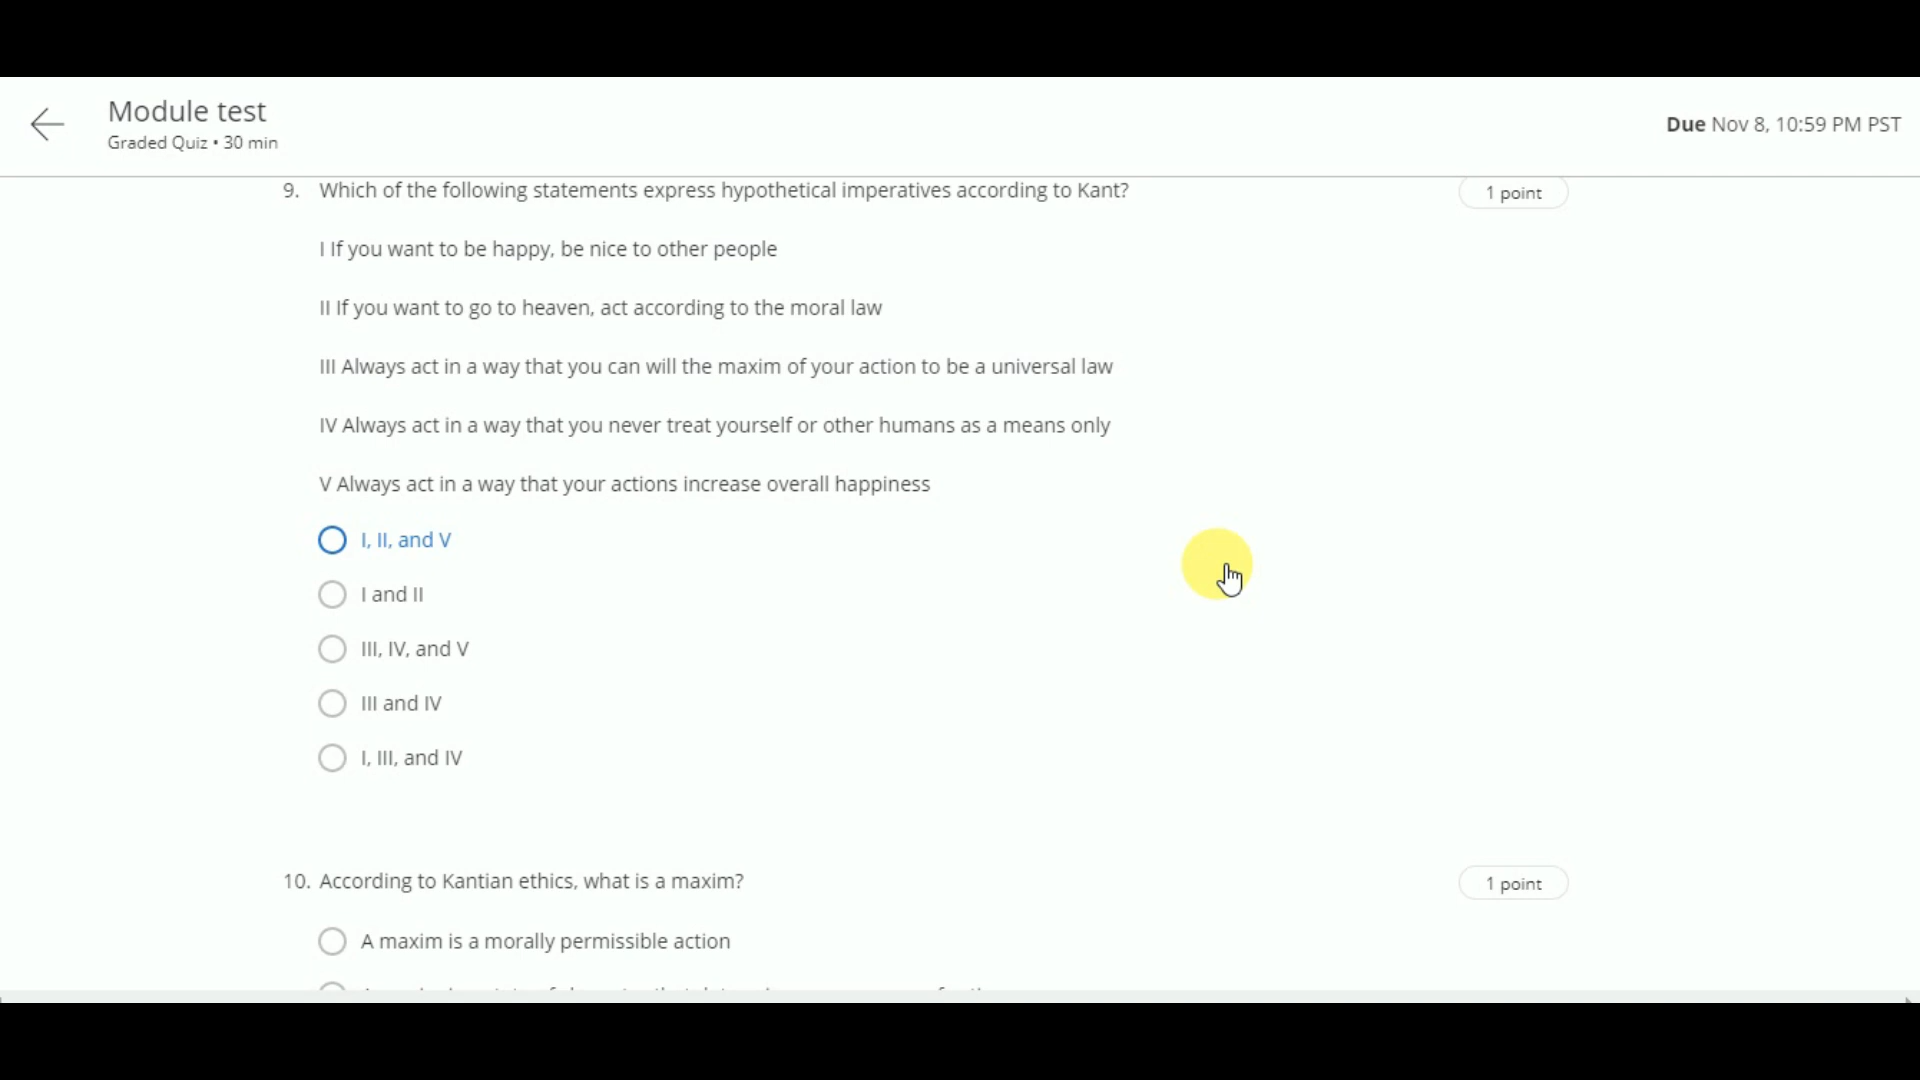 Module test
Graded Quiz • 30 min
Due Nov 8, 10:59 PM PST
9. Which of the following statements express hypothetical imperatives according to Kant?
1 point
I If you want to be happy, be nice to other people
II If you want to go to heaven, act according to the moral law
III Always act in a way that you can will the maxim of your action to be a universal law
IV Always act in a way that you never treat yourself or other humans as a means only
V Always act in a way that your actions increase overall happiness
I, II, and V
I and II
III, IV, and V
III and IV
I, III, and IV
10. According to Kantian ethics, what is a maxim?
1 point
A maxim is a morally permissible action